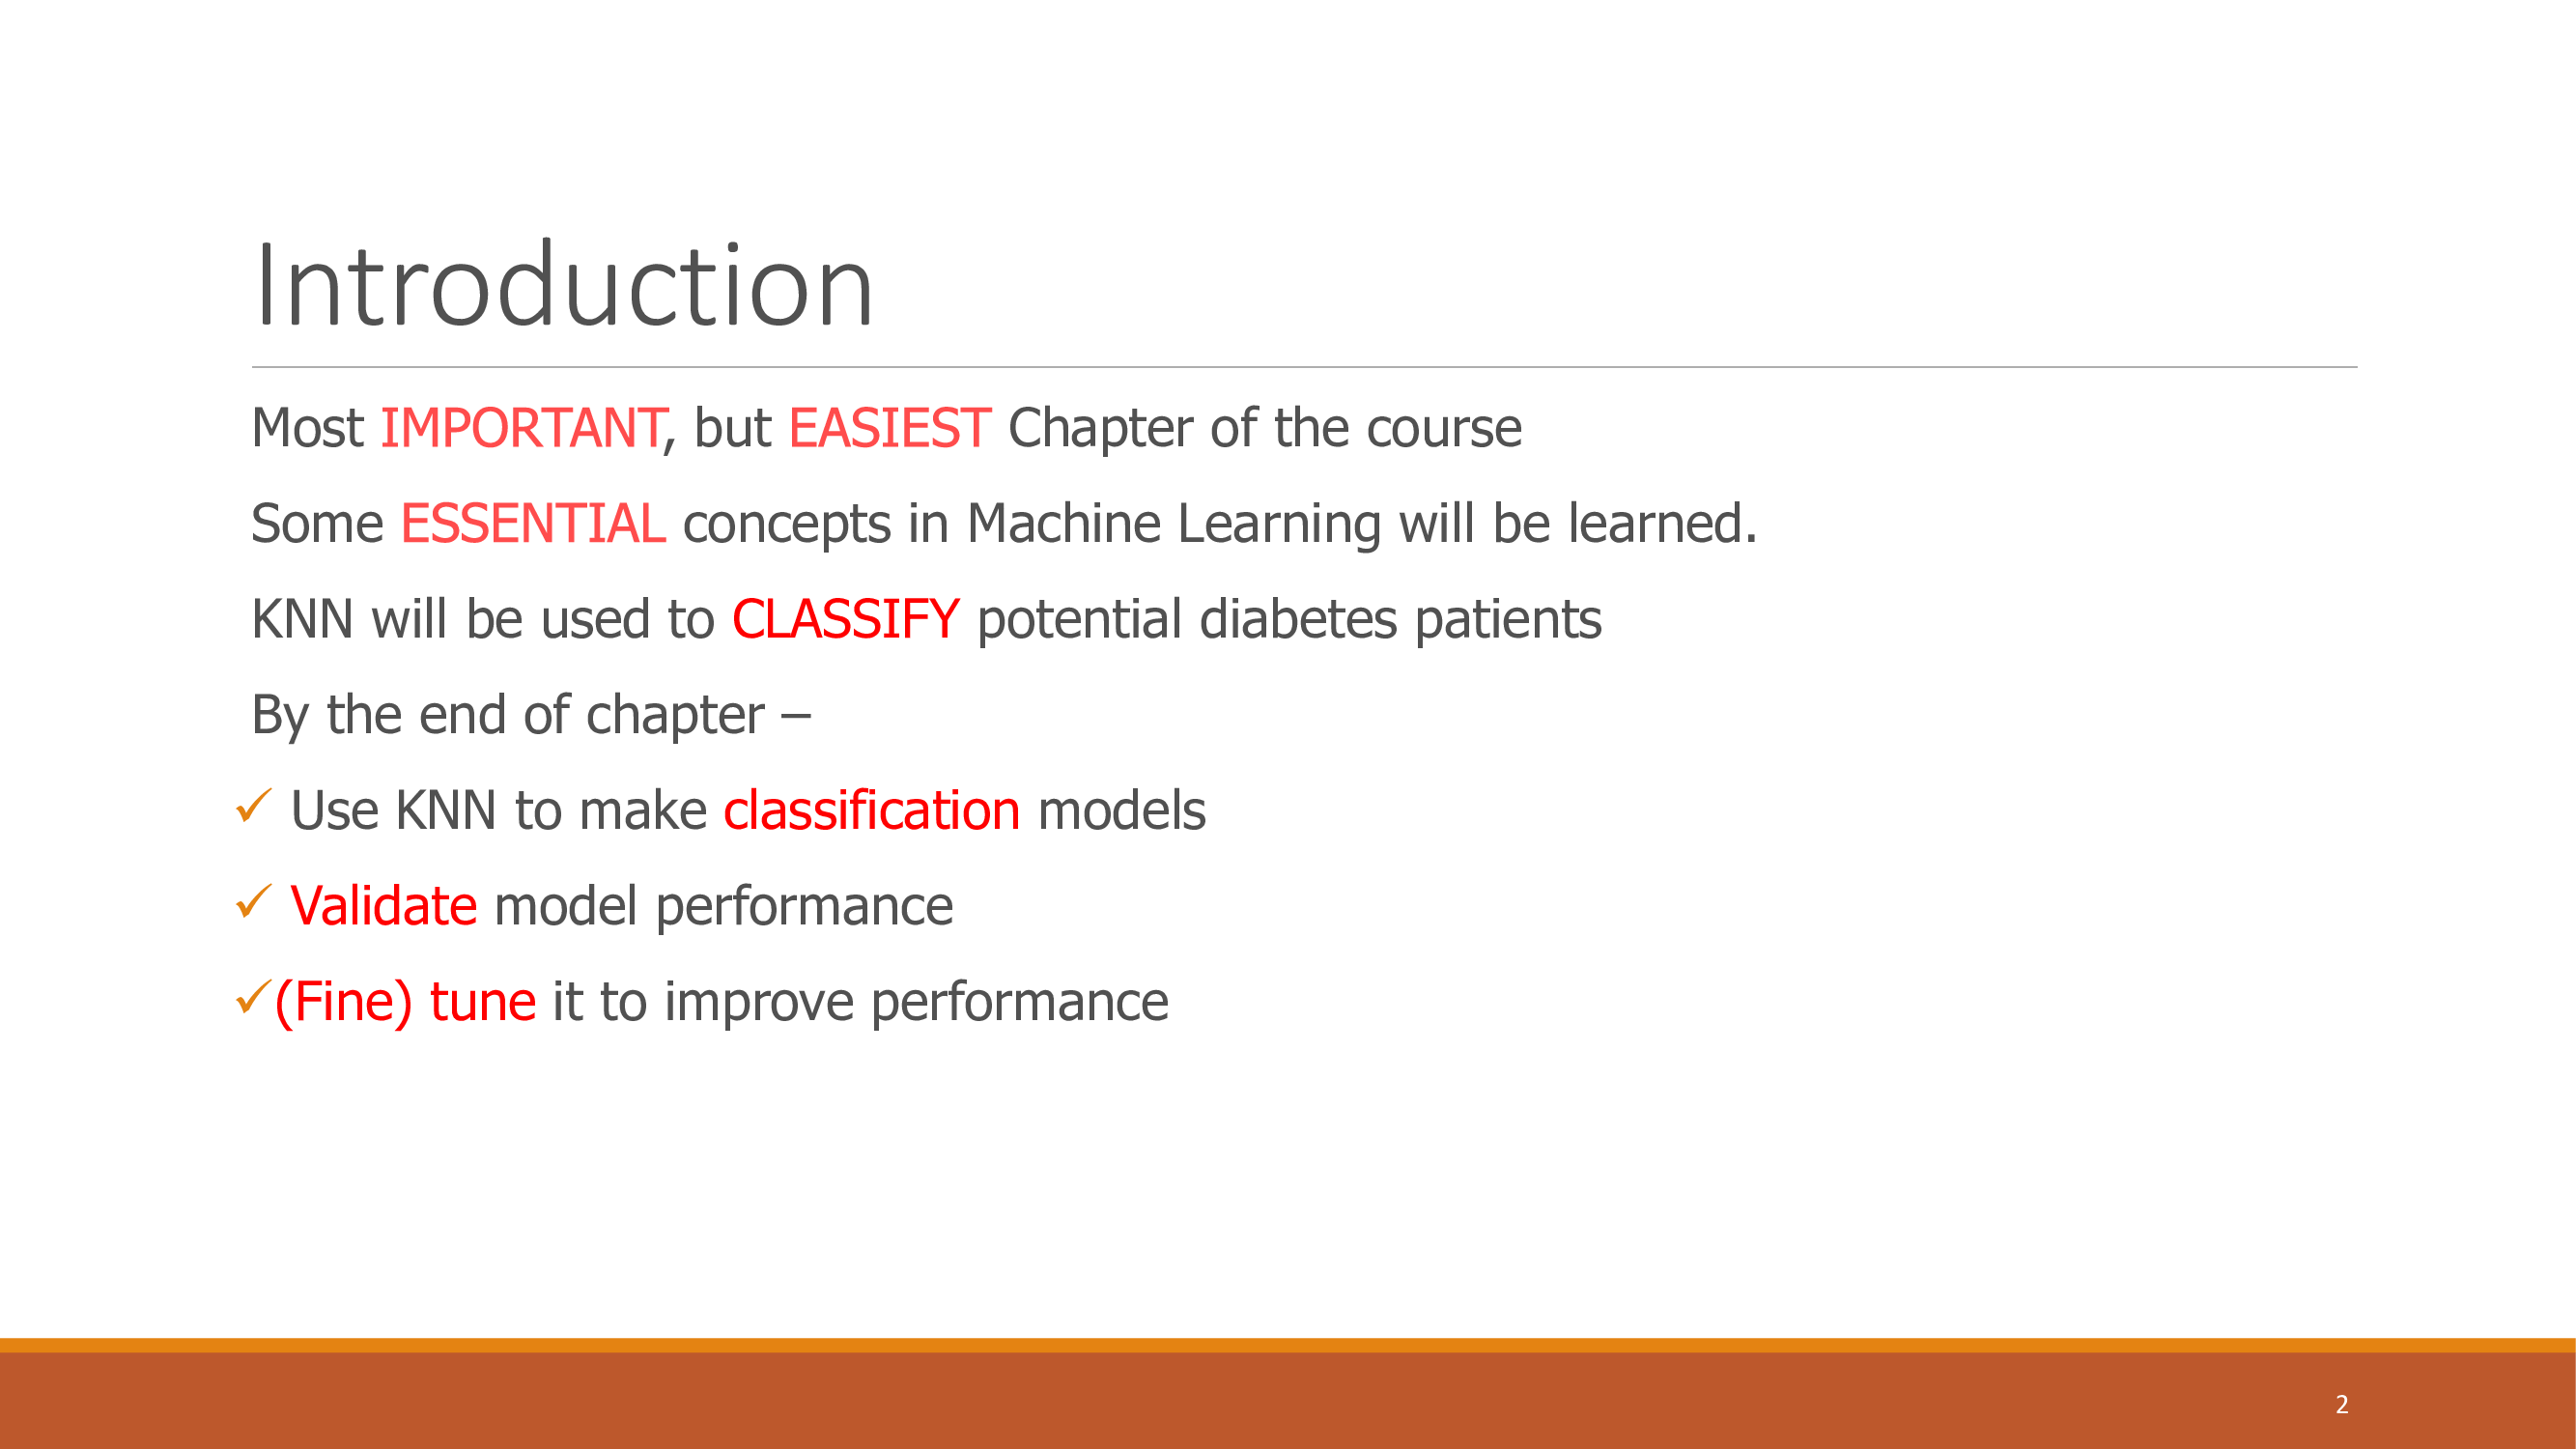 Introduction
Most IMPORTANT, but EASIEST Chapter of the course
Some ESSENTIAL concepts in Machine Learning will be learned.
KNN will be used to CLASSIFY potential diabetes patients
By the end of chapter –
✓ Use KNN to make classification models
✓ Validate model performance
✓(Fine) tune it to improve performance
2